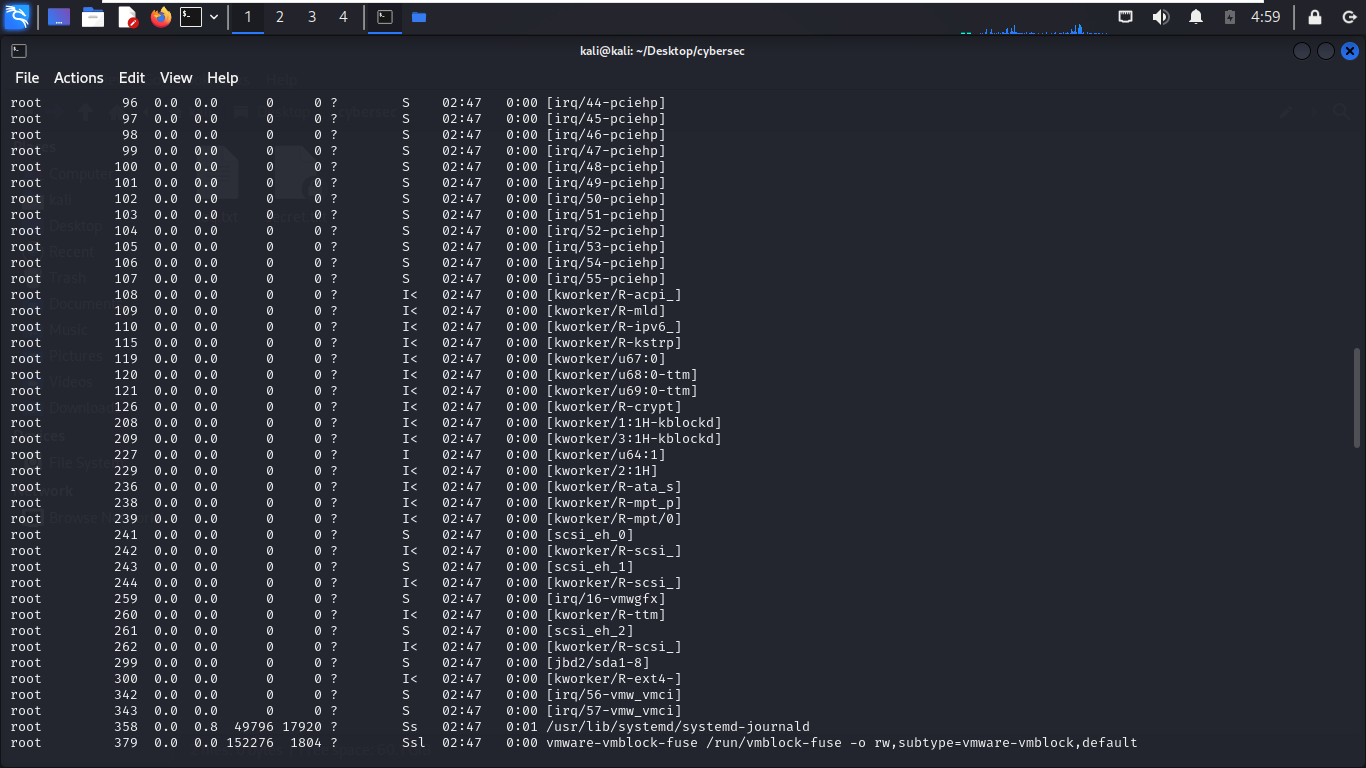 1 2 3 4 4:59
kali@kali: ~/Desktop/cybersec
File Actions Edit View Help
root 96 0.0 0.0 0 0 ? S 02:47 0:00 [irq/44-pciehp]
root 97 0.0 0.0 0 0 ? S 02:47 0:00 [irq/45-pciehp]
root 98 0.0 0.0 0 0 ? S 02:47 0:00 [irq/46-pciehp]
root 99 0.0 0.0 0 0 ? S 02:47 0:00 [irq/47-pciehp]
root 100 0.0 0.0 0 0 ? S 02:47 0:00 [irq/48-pciehp]
root 101 0.0 0.0 0 0 ? S 02:47 0:00 [irq/49-pciehp]
root 102 0.0 0.0 0 0 ? S 02:47 0:00 [irq/50-pciehp]
root 103 0.0 0.0 0 0 ? S 02:47 0:00 [irq/51-pciehp]
root 104 0.0 0.0 0 0 ? S 02:47 0:00 [irq/52-pciehp]
root 105 0.0 0.0 0 0 ? S 02:47 0:00 [irq/53-pciehp]
root 106 0.0 0.0 0 0 ? S 02:47 0:00 [irq/54-pciehp]
root 107 0.0 0.0 0 0 ? S 02:47 0:00 [irq/55-pciehp]
root 108 0.0 0.0 0 0 ? I< 02:47 0:00 [kworker/R-acpi_]
root 109 0.0 0.0 0 0 ? I< 02:47 0:00 [kworker/R-mld]
root 110 0.0 0.0 0 0 ? I< 02:47 0:00 [kworker/R-ipv6_]
root 115 0.0 0.0 0 0 ? I< 02:47 0:00 [kworker/R-kstrp]
root 119 0.0 0.0 0 0 ? I< 02:47 0:00 [kworker/u67:0]
root 120 0.0 0.0 0 0 ? I< 02:47 0:00 [kworker/u68:0-ttm]
root 121 0.0 0.0 0 0 ? I< 02:47 0:00 [kworker/u69:0-ttm]
root 126 0.0 0.0 0 0 ? I< 02:47 0:00 [kworker/R-crypt]
root 208 0.0 0.0 0 0 ? I< 02:47 0:00 [kworker/1:1H-kblockd]
root 209 0.0 0.0 0 0 ? I< 02:47 0:00 [kworker/3:1H-kblockd]
root 227 0.0 0.0 0 0 ? I 02:47 0:00 [kworker/u64:1]
root 229 0.0 0.0 0 0 ? I< 02:47 0:00 [kworker/2:1H]
root 236 0.0 0.0 0 0 ? I< 02:47 0:00 [kworker/R-ata_s]
root 238 0.0 0.0 0 0 ? I< 02:47 0:00 [kworker/R-mpt_p]
root 239 0.0 0.0 0 0 ? I< 02:47 0:00 [kworker/R-mpt/0]
root 241 0.0 0.0 0 0 ? S 02:47 0:00 [scsi_eh_0]
root 242 0.0 0.0 0 0 ? I< 02:47 0:00 [kworker/R-scsi_]
root 243 0.0 0.0 0 0 ? S 02:47 0:00 [scsi_eh_1]
root 244 0.0 0.0 0 0 ? I< 02:47 0:00 [kworker/R-scsi_]
root 259 0.0 0.0 0 0 ? S 02:47 0:00 [irq/16-vmwgfx]
root 260 0.0 0.0 0 0 ? I< 02:47 0:00 [kworker/R-ttm]
root 261 0.0 0.0 0 0 ? S 02:47 0:00 [scsi_eh_2]
root 262 0.0 0.0 0 0 ? I< 02:47 0:00 [kworker/R-scsi_]
root 299 0.0 0.0 0 0 ? S 02:47 0:00 [jbd2/sda1-8]
root 300 0.0 0.0 0 0 ? I< 02:47 0:00 [kworker/R-ext4-]
root 342 0.0 0.0 0 0 ? S 02:47 0:00 [irq/56-vmw_vmci]
root 343 0.0 0.0 0 0 ? S 02:47 0:00 [irq/57-vmw_vmci]
root 358 0.0 0.8 49796 17920 ? Ss 02:47 0:01 /usr/lib/systemd/systemd-journald
root 379 0.0 0.0 152276 1804 ? Ssl 02:47 0:00 vmware-vmblock-fuse /run/vmblock-fuse -o rw,subtype=vmware-vmblock,default